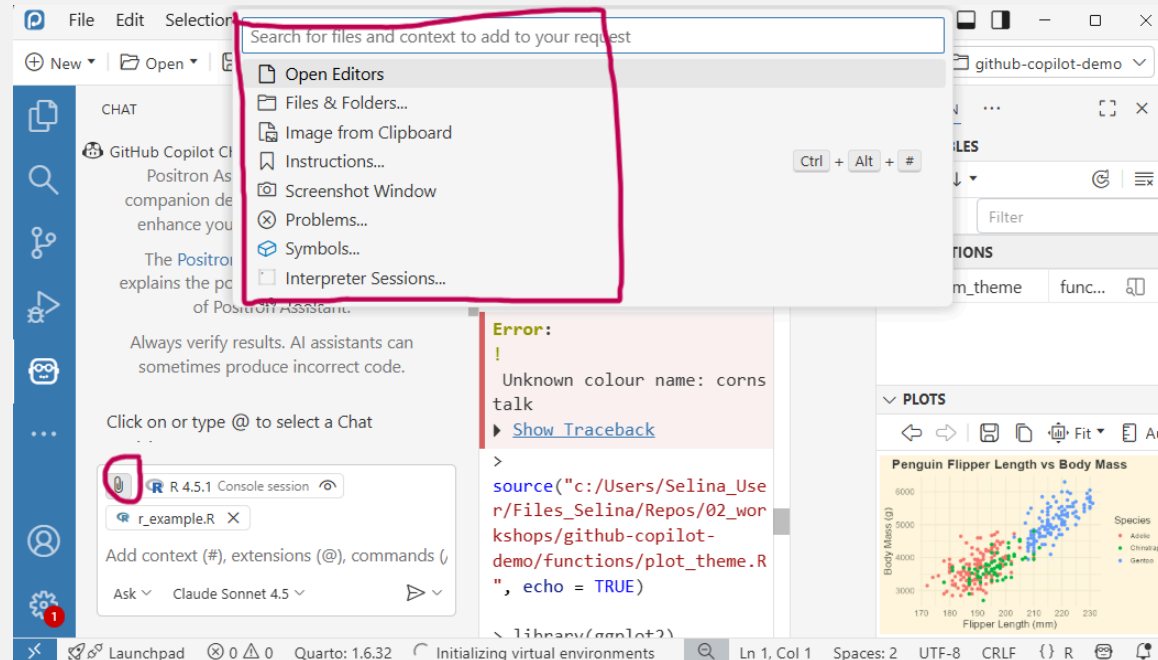 File Edit Selection
New Open github-copilot-demo
Search for files and context to add to your request
Open Editors
Files & Folders...
Image from Clipboard
Instructions... Ctrl + Alt + #
Screenshot Window
Problems...
Symbols...
Interpreter Sessions...
CHAT
GitHub Copilot
Positron
companion
enhance
The
explains the
of Positron Assistant.
Always verify results. AI assistants can
sometimes produce incorrect code.
Click on or type @ to select a Chat
R 4.5.1 Console session
r_example.R
Add context (#), extensions (@), commands (/
Ask Claude Sonnet 4.5
Error:
!
Unknown colour name: corns
talk
Show Traceback
>
source("c:/Users/Selina_Use
r/Files_Selina/Repos/02_wor
kshops/github-copilot-
demo/functions/plot_theme.R
", echo = TRUE)
> library(ggplot2)
Filter
m_theme func...
PLOTS
Fit
Penguin Flipper Length vs Body Mass
Body Mass (g)
6000
5000
4000
3000
170 180 190 200 210 220 230
Flipper Length (mm)
Species
Adelie
Chinstrap
Gentoo
1
Launchpad 0 0 Quarto: 1.6.32 Initializing virtual environments Ln 1, Col 1 Spaces: 2 UTF-8 CRLF {} R